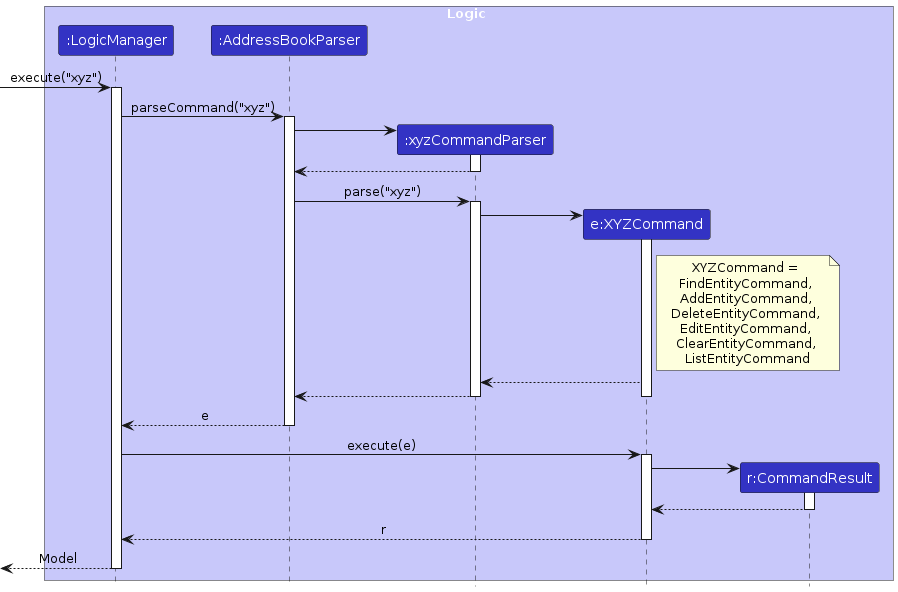 Logic
:LogicManager
:AddressBookParser
execute("xyz")
parseCommand("xyz")
:xyzCommandParser
parse("xyz")
e:XYZCommand
XYZCommand =
FindEntityCommand,
AddEntityCommand,
DeleteEntityCommand,
EditEntityCommand,
ClearEntityCommand,
ListEntityCommand
e
execute(e)
r:CommandResult
r
Model